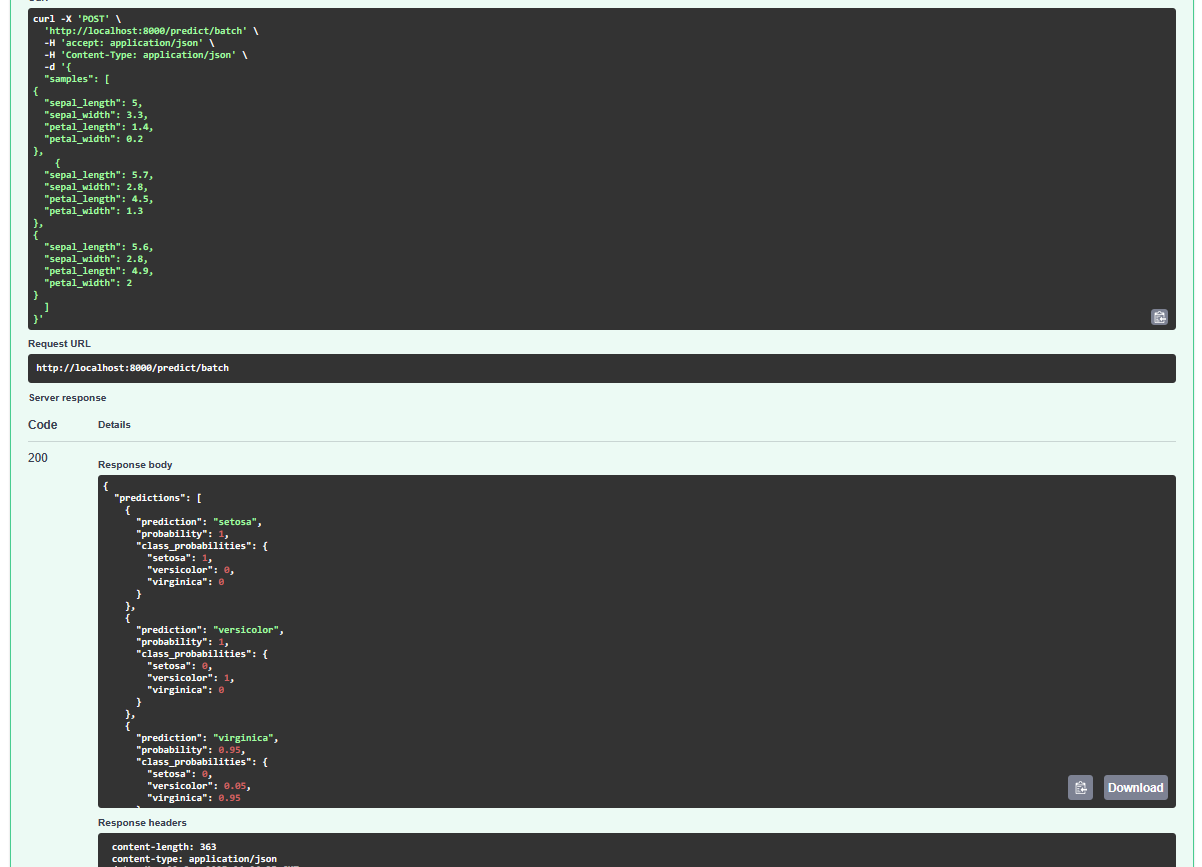 curl -X 'POST' \
  'http://localhost:8000/predict/batch' \
  -H 'accept: application/json' \
  -H 'Content-Type: application/json' \
  -d '{
  "samples": [
{
  "sepal_length": 5,
  "sepal_width": 3.3,
  "petal_length": 1.4,
  "petal_width": 0.2
},
    {
  "sepal_length": 5.7,
  "sepal_width": 2.8,
  "petal_length": 4.5,
  "petal_width": 1.3
},
{
  "sepal_length": 5.6,
  "sepal_width": 2.8,
  "petal_length": 4.9,
  "petal_width": 2
}
  ]
}'
Request URL
http://localhost:8000/predict/batch
Server response
Code Details
200
Response body
{
  "predictions": [
    {
      "prediction": "setosa",
      "probability": 1,
      "class_probabilities": {
        "setosa": 1,
        "versicolor": 0,
        "virginica": 0
      }
    },
    {
      "prediction": "versicolor",
      "probability": 1,
      "class_probabilities": {
        "setosa": 0,
        "versicolor": 1,
        "virginica": 0
      }
    },
    {
      "prediction": "virginica",
      "probability": 0.95,
      "class_probabilities": {
        "setosa": 0,
        "versicolor": 0.05,
        "virginica": 0.95
Download
Response headers
content-length: 363
content-type: application/json